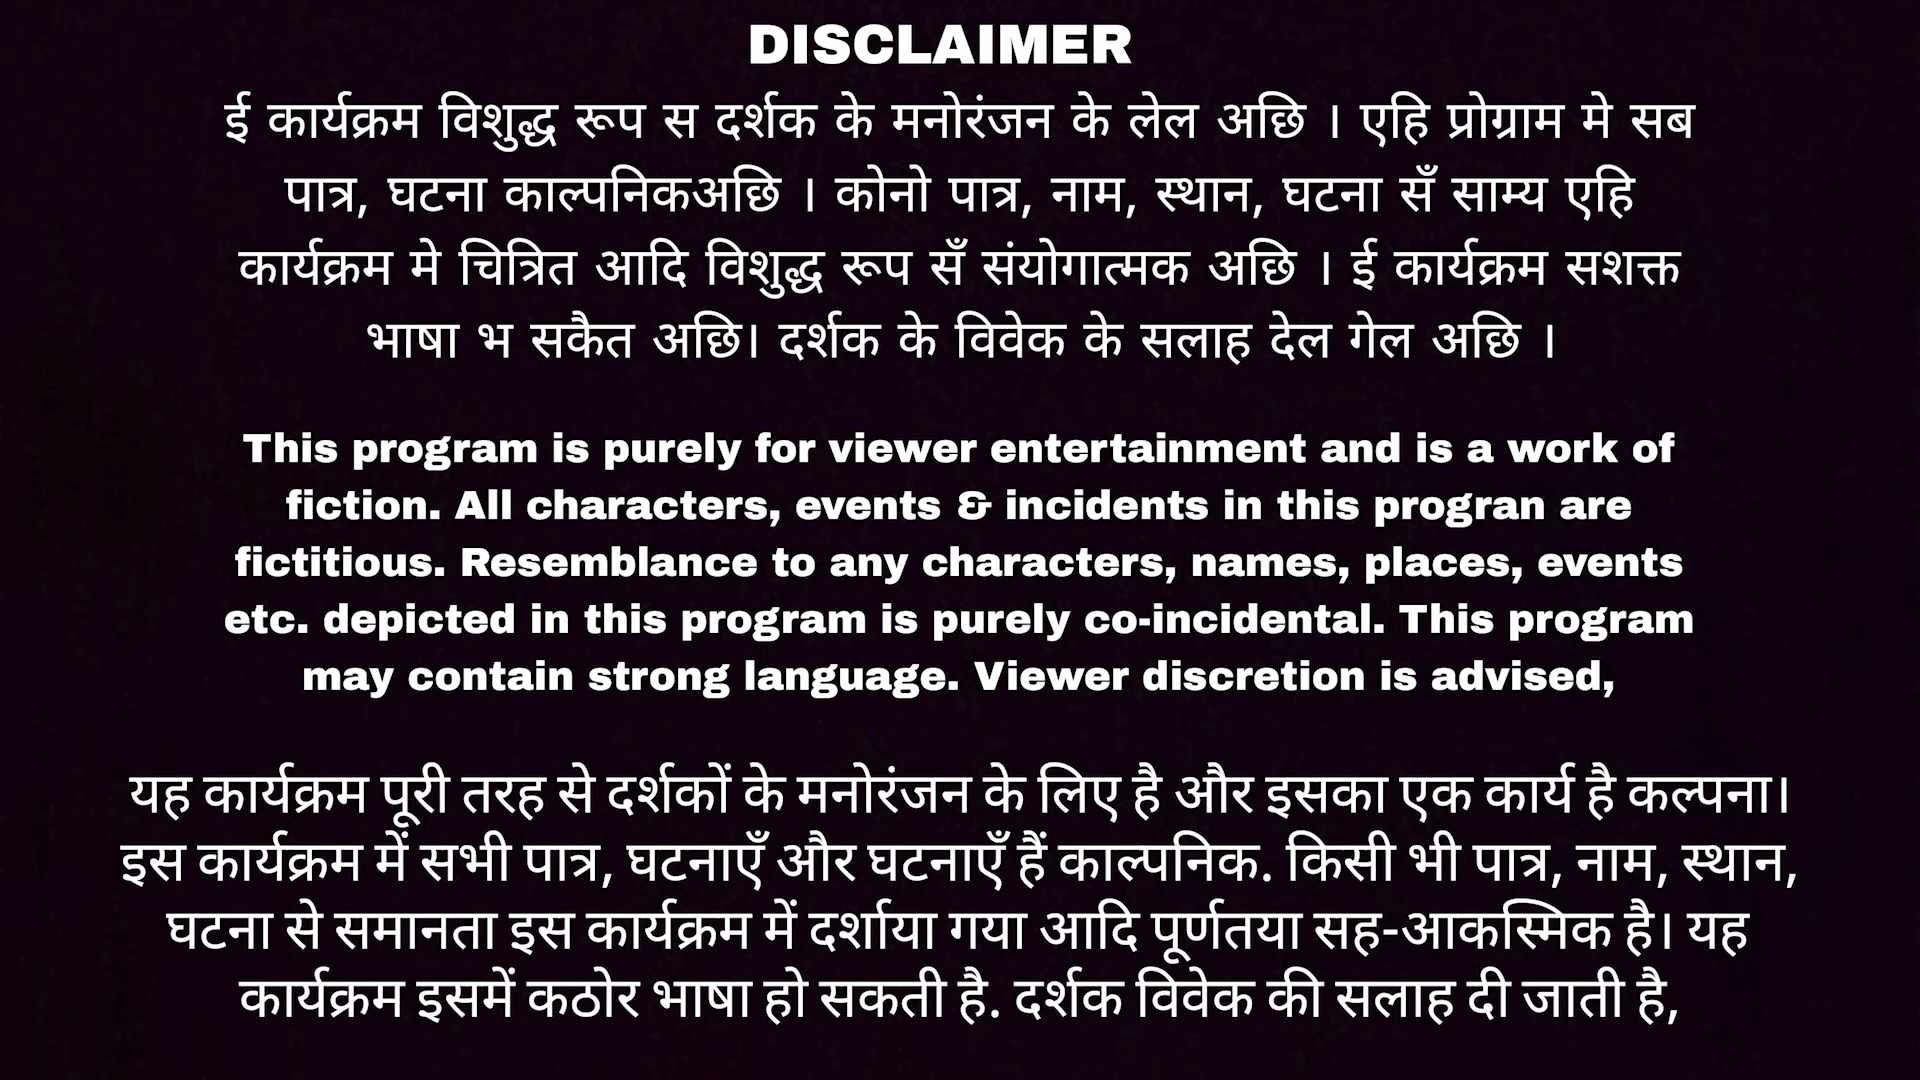 DISCLAIMER
ई कार्यक्रम विशुद्ध रूप स दर्शक के मनोरंजन के लेल अछि । एहि प्रोग्राम मे सब
पात्र, घटना काल्पनिकअछि । कोनो पात्र, नाम, स्थान, घटना सँ साम्य एहि
कार्यक्रम मे चित्रित आदि विशुद्ध रूप सँ संयोगात्मक अछि । ई कार्यक्रम सशक्त
भाषा भ सकैत अछि। दर्शक के विवेक के सलाह देल गेल अछि ।
This program is purely for viewer entertainment and is a work of
fiction. All characters, events & incidents in this progran are
fictitious. Resemblance to any characters, names, places, events
etc. depicted in this program is purely co-incidental. This program
may contain strong language. Viewer discretion is advised,
यह कार्यक्रम पूरी तरह से दर्शकों के मनोरंजन के लिए है और इसका एक कार्य है कल्पना।
इस कार्यक्रम में सभी पात्र, घटनाएँ और घटनाएँ हैं काल्पनिक. किसी भी पात्र, नाम, स्थान,
घटना से समानता इस कार्यक्रम में दर्शाया गया आदि पूर्णतया सह-आकस्मिक है। यह
कार्यक्रम इसमें कठोर भाषा हो सकती है. दर्शक विवेक की सलाह दी जाती है,